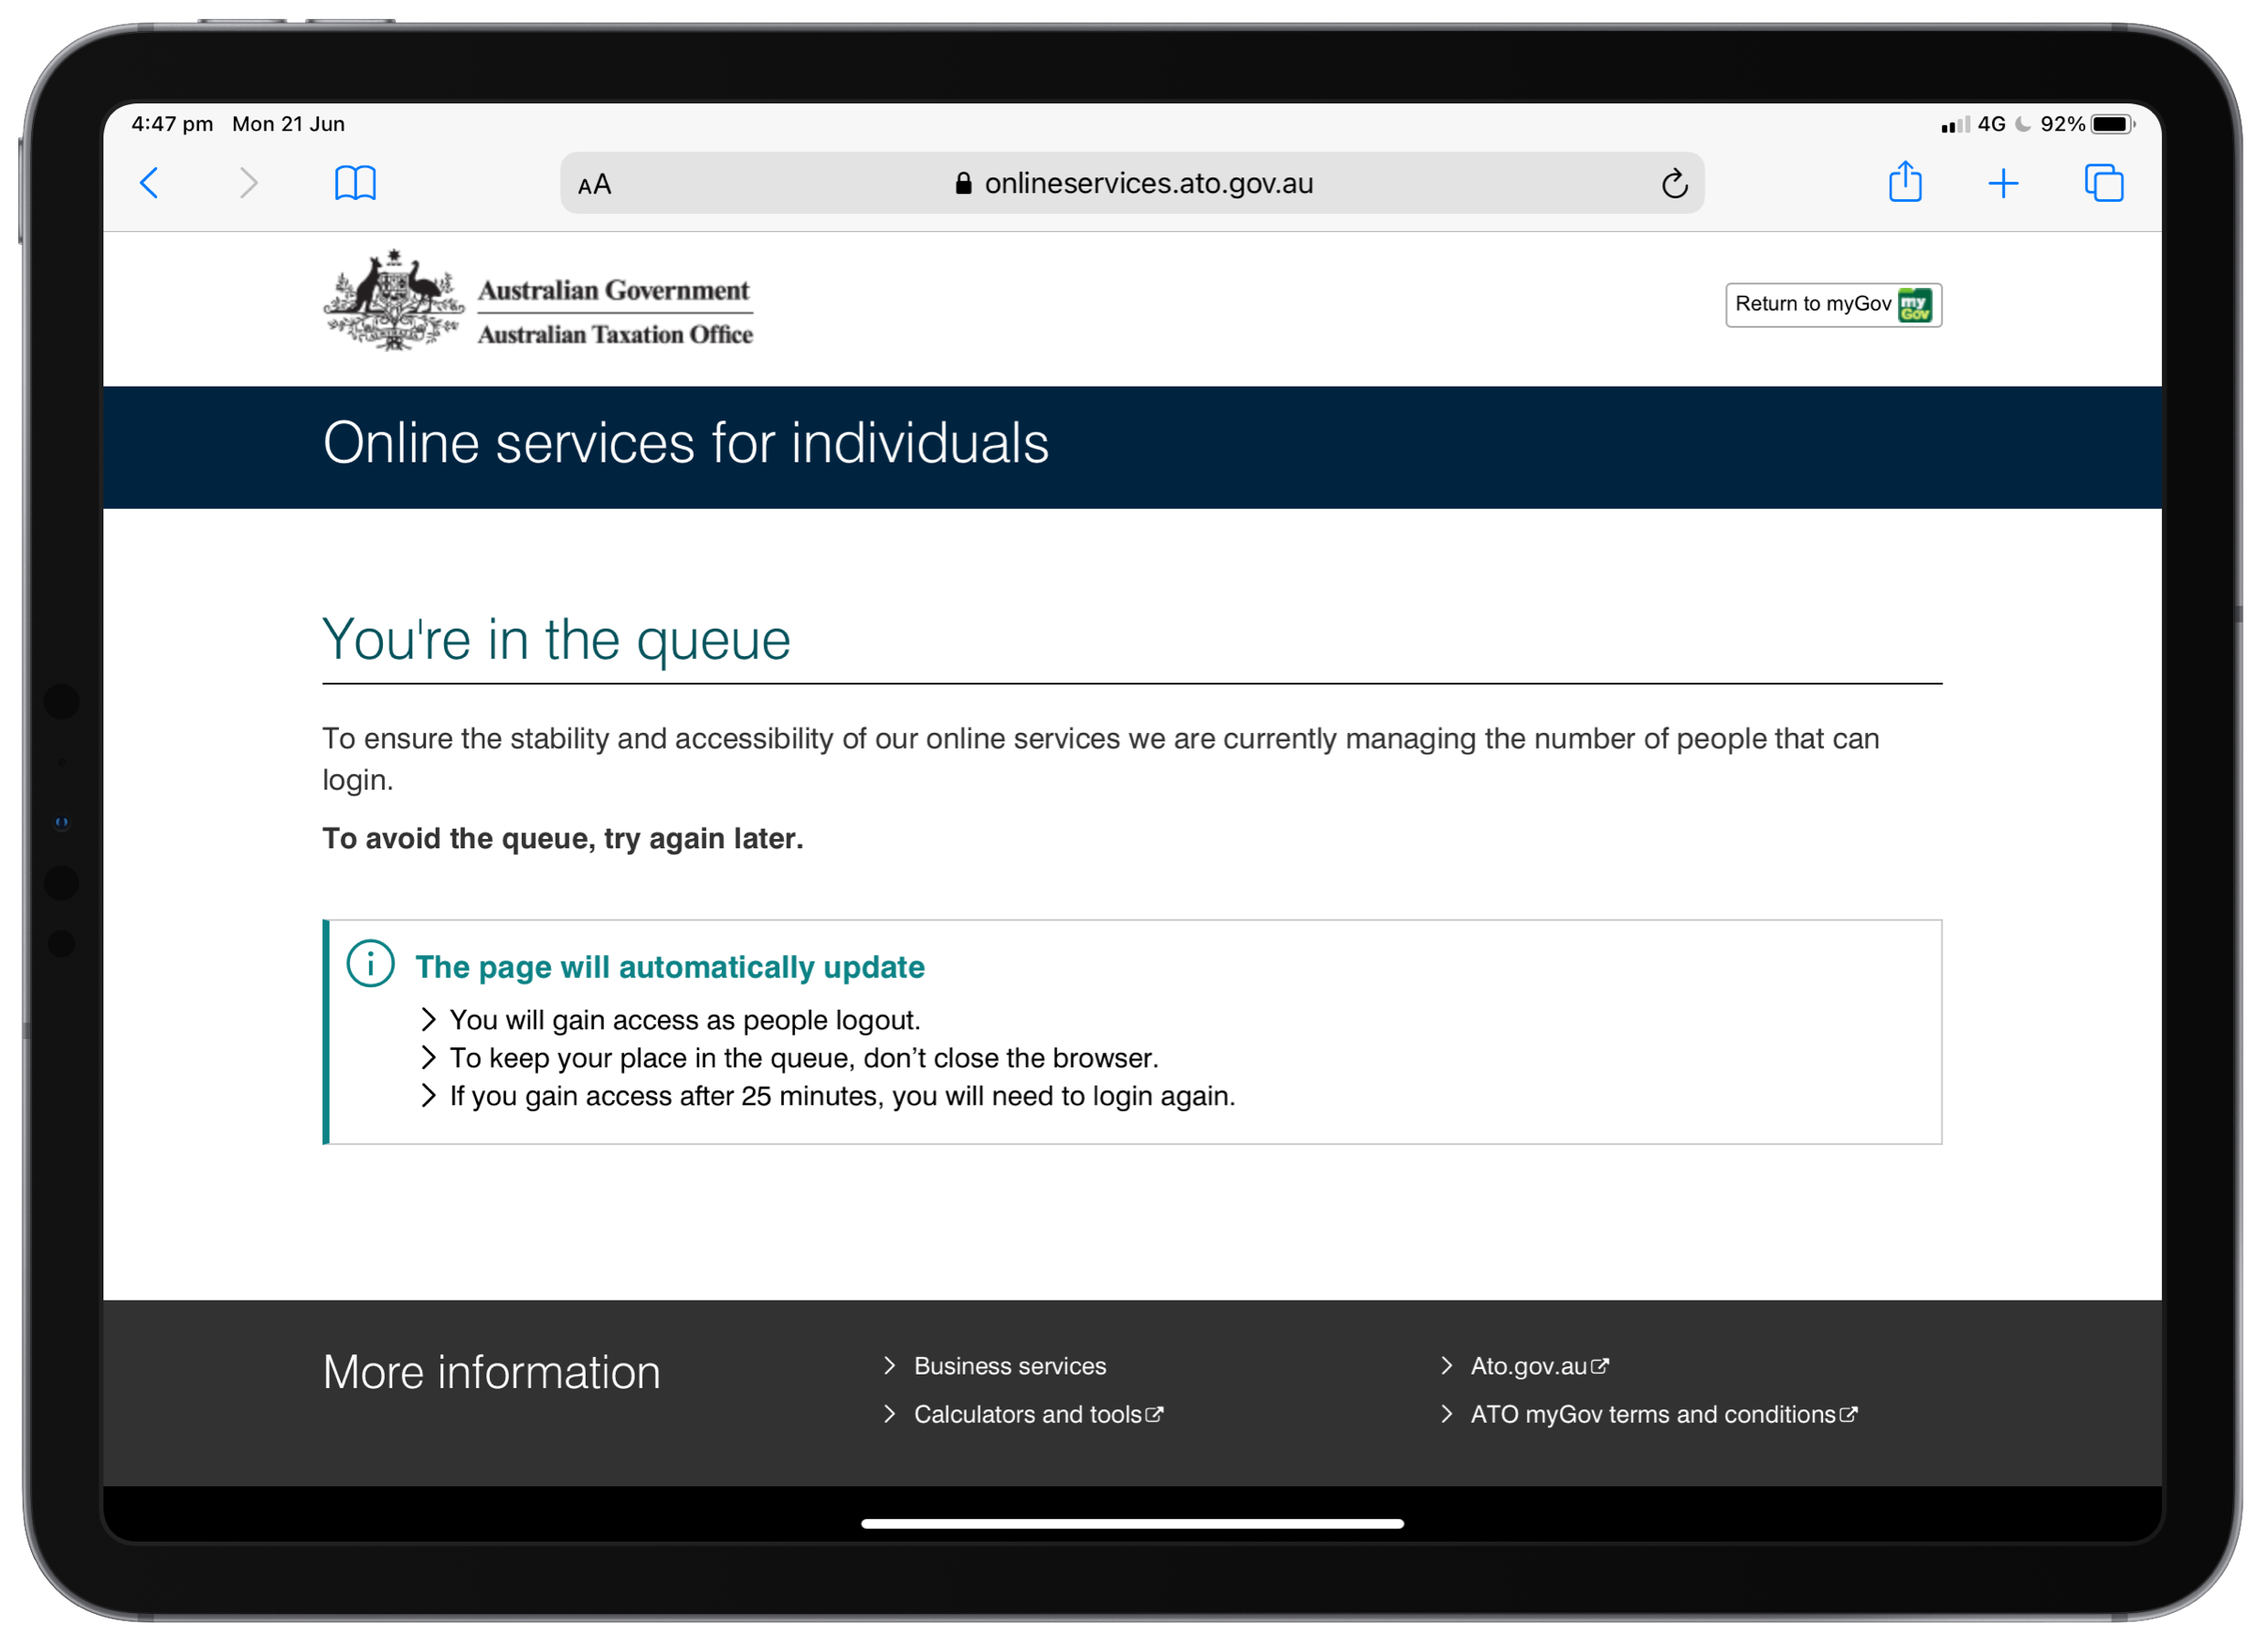 4:47 pm Mon 21 Jun
4G 92%
AA onlineservices.ato.gov.au
Australian Government
Australian Taxation Office
Return to myGov my Gov
Online services for individuals
You're in the queue
To ensure the stability and accessibility of our online services we are currently managing the number of people that can
login.
To avoid the queue, try again later.
The page will automatically update
You will gain access as people logout.
To keep your place in the queue, don’t close the browser.
If you gain access after 25 minutes, you will need to login again.
More information
Business services
Calculators and tools
Ato.gov.au
ATO myGov terms and conditions